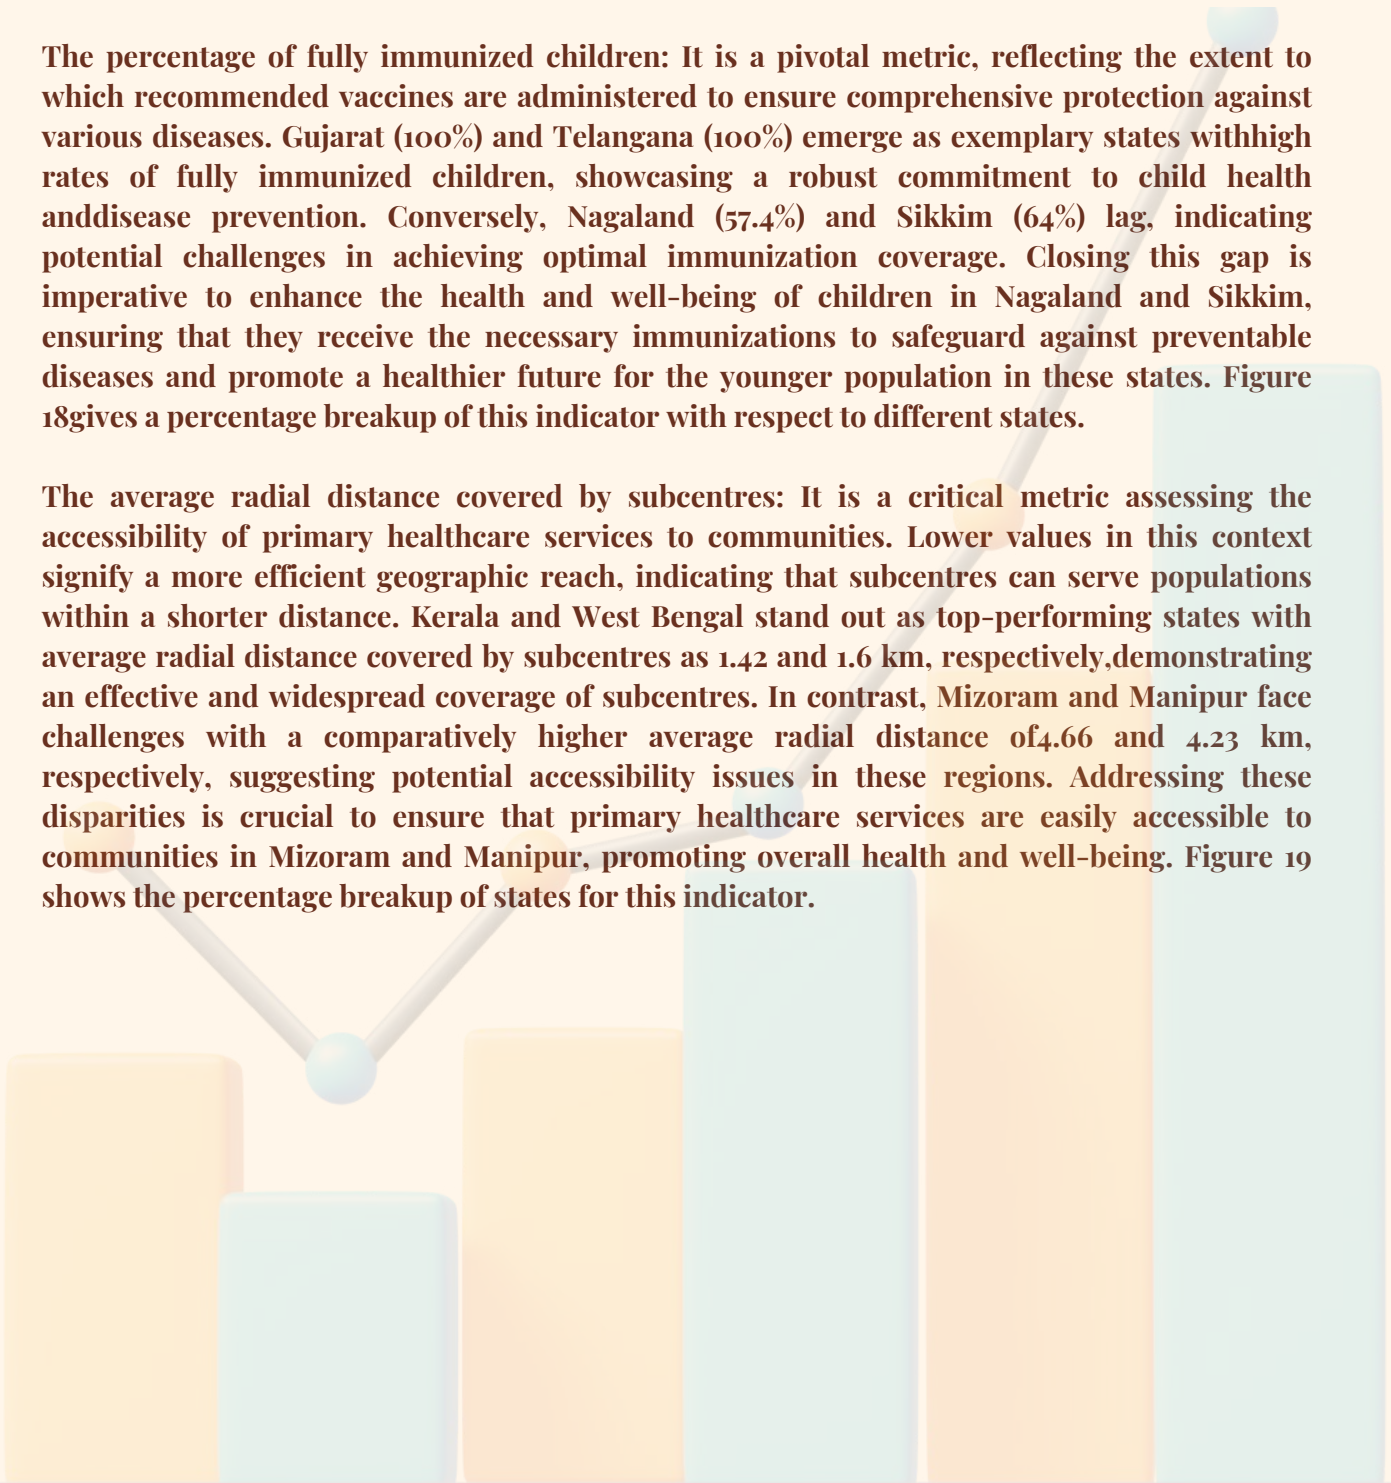 The percentage of fully immunized children: It is a pivotal metric, reflecting the extent to
which recommended vaccines are administered to ensure comprehensive protection against
various diseases. Gujarat (100%) and Telangana (100%) emerge as exemplary states withhigh
rates of fully immunized children, showcasing a robust commitment to child health
anddisease prevention. Conversely, Nagaland (57.4%) and Sikkim (64%) lag, indicating
potential challenges in achieving optimal immunization coverage. Closing this gap is
imperative to enhance the health and well-being of children in Nagaland and Sikkim,
ensuring that they receive the necessary immunizations to safeguard against preventable
diseases and promote a healthier future for the younger population in these states. Figure
18gives a percentage breakup of this indicator with respect to different states.
The average radial distance covered by subcentres: It is a critical metric assessing the
accessibility of primary healthcare services to communities. Lower values in this context
signify a more efficient geographic reach, indicating that subcentres can serve populations
within a shorter distance. Kerala and West Bengal stand out as top-performing states with
average radial distance covered by subcentres as 1.42 and 1.6 km, respectively,demonstrating
an effective and widespread coverage of subcentres. In contrast, Mizoram and Manipur face
challenges with a comparatively higher average radial distance of4.66 and 4.23 km,
respectively, suggesting potential accessibility issues in these regions. Addressing these
disparities is crucial to ensure that primary healthcare services are easily accessible to
communities in Mizoram and Manipur, promoting overall health and well-being. Figure 19
shows the percentage breakup of states for this indicator.